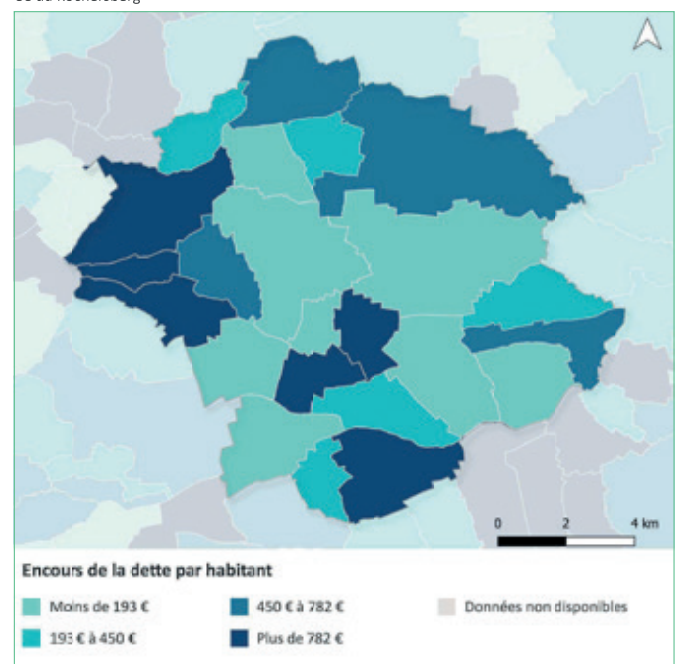 0 2 4 km
Encours de la dette par habitant
Moins de 193 €
450 € à 782 €
Données non disponibles
193 € à 450 €
Plus de 782 €